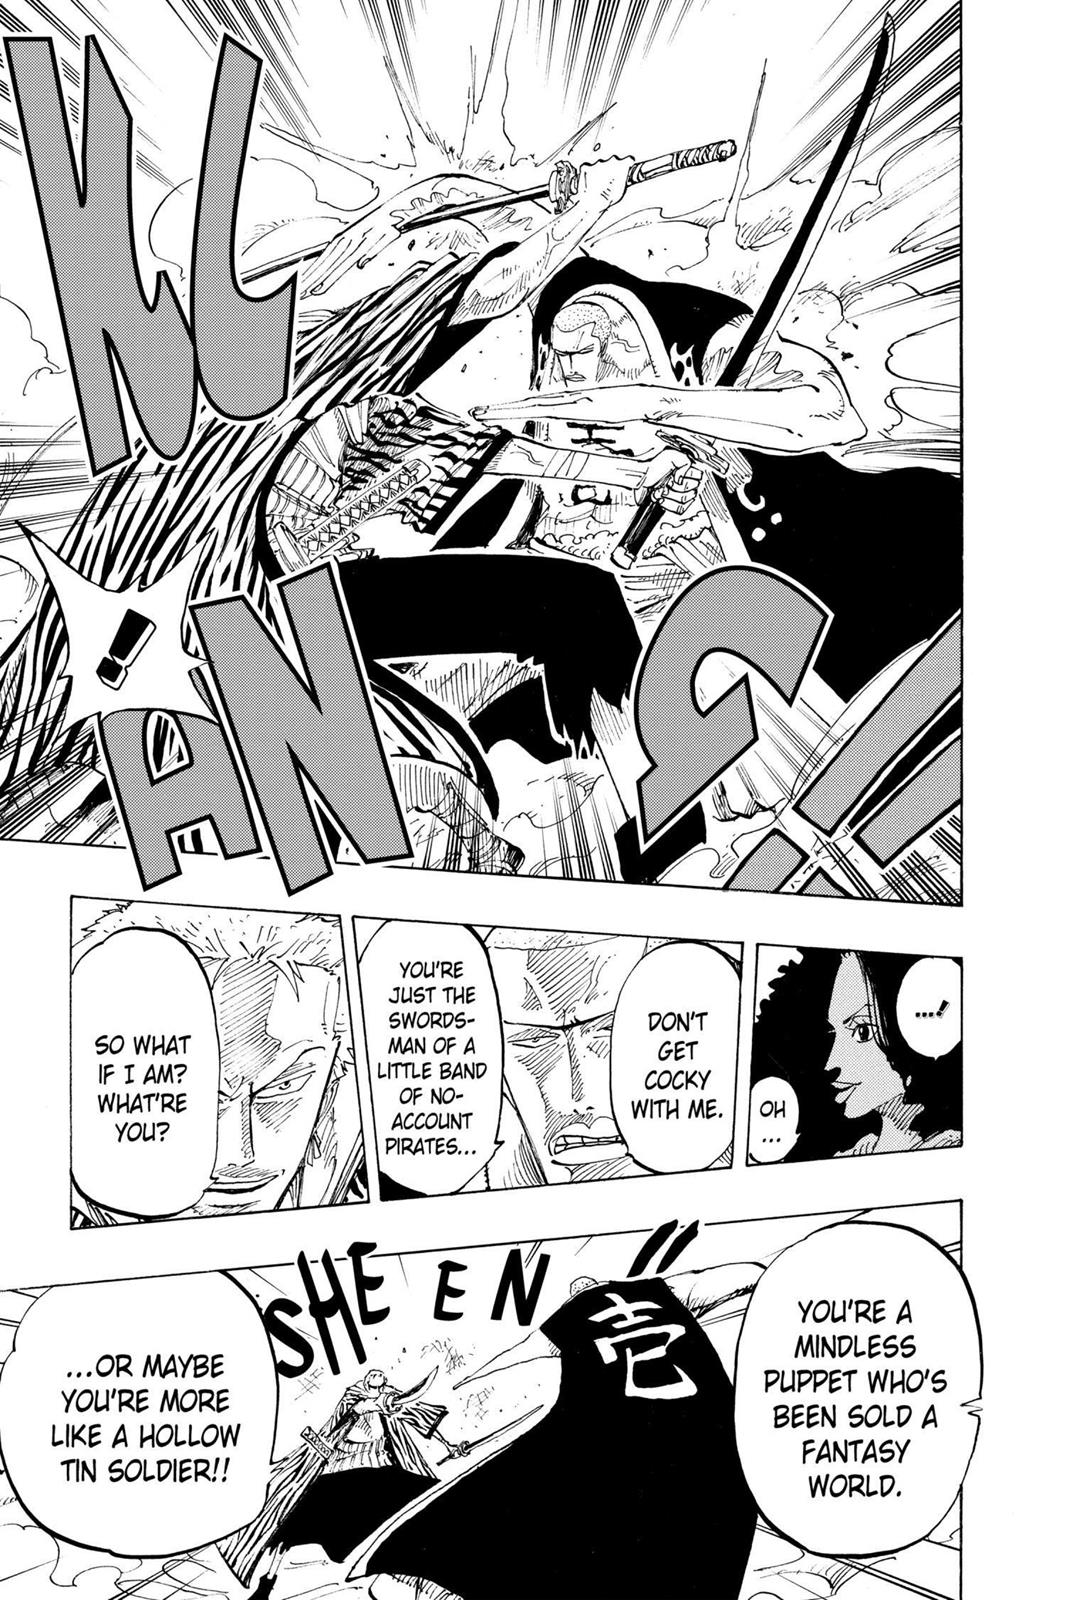 KLANG!!
!
...!
OH
...
DON'T
GET
COCKY
WITH ME.
YOU'RE
JUST THE
SWORDS-
MAN OF A
LITTLE BAND
OF NO-
ACCOUNT
PIRATES...
SO WHAT
IF I AM?
WHAT'RE
YOU?
YOU'RE A
MINDLESS
PUPPET WHO'S
BEEN SOLD A
FANTASY
WORLD.
SHEEN!!
壱
...OR MAYBE
YOU'RE MORE
LIKE A HOLLOW
TIN SOLDIER!!